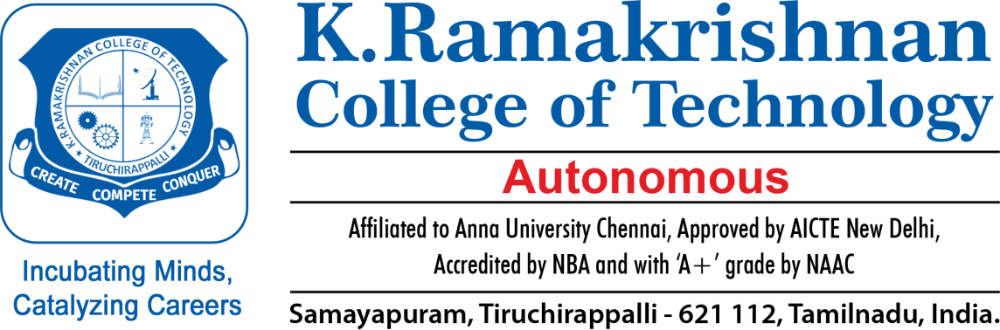 K.RAMAKRISHNAN COLLEGE OF TECHNOLOGY
★ TIRUCHIRAPPALLI ★
CREATE COMPETE CONQUER
Incubating Minds,
Catalyzing Careers
K.Ramakrishnan
College of Technology
Autonomous
Affiliated to Anna University Chennai, Approved by AICTE New Delhi,
Accredited by NBA and with ‘A+’ grade by NAAC
Samayapuram, Tiruchirappalli - 621 112, Tamilnadu, India.